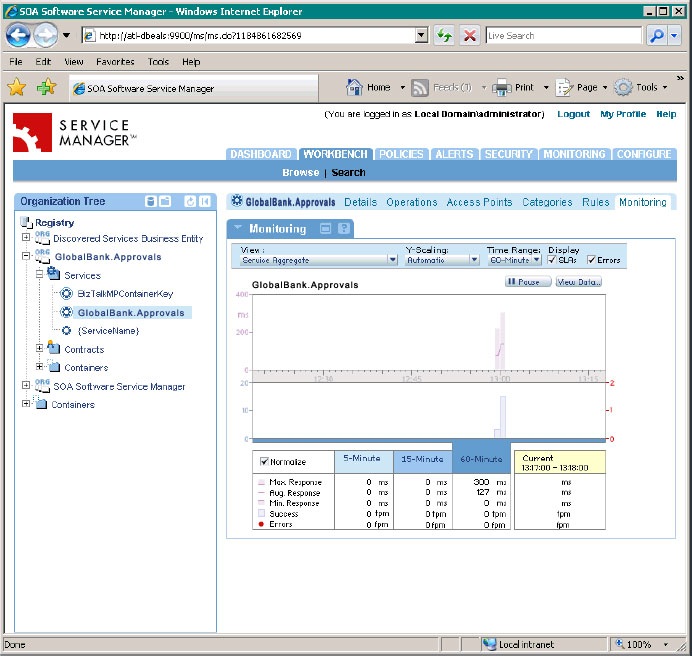 SOA Software Service Manager - Windows Internet Explorer
http://atl-dbeals:9900/ms/ms.do?1184861682569
Live Search
File Edit View Favorites Tools Help
SOA Software Service Manager
Home Feeds (J) Print Page Tools »
(You are logged in as Local Domain\administrator) Logout My Profile Help
SERVICE
MANAGER™
DASHBOARD WORKBENCH POLICIES ALERTS SECURITY MONITORING CONFIGURE
Browse | Search
Organization Tree
Registry
Discovered Services Business Entity
GlobalBank.Approvals
Services
BizTalkMPContainerKey
GlobalBank.Approvals
{ServiceName}
Contracts
Containers
SOA Software Service Manager
Containers
GlobalBank.Approvals Details Operations Access Points Categories Rules Monitoring
Monitoring
View: Y-Scaling: Time Range: Display
Service Aggregate Automatic 60-Minute SLAs Errors
Pause View Data...
GlobalBank.Approvals
400
ms
200
0
12:30 12:45 13:00 13:15
20 2
10 1
0 0
Normalize 5-Minute 15-Minute 60-Minute Current
13:17:00 - 13:18:00
Max. Response 0 ms 0 ms 300 ms ms
Avg. Response 0 ms 0 ms 127 ms ms
Min. Response 0 ms 0 ms 0 ms ms
Success 0 fpm 0 fpm 0 fpm fpm
Errors 0 fpm 0 fpm 0 fpm fpm
Done Local intranet 100%